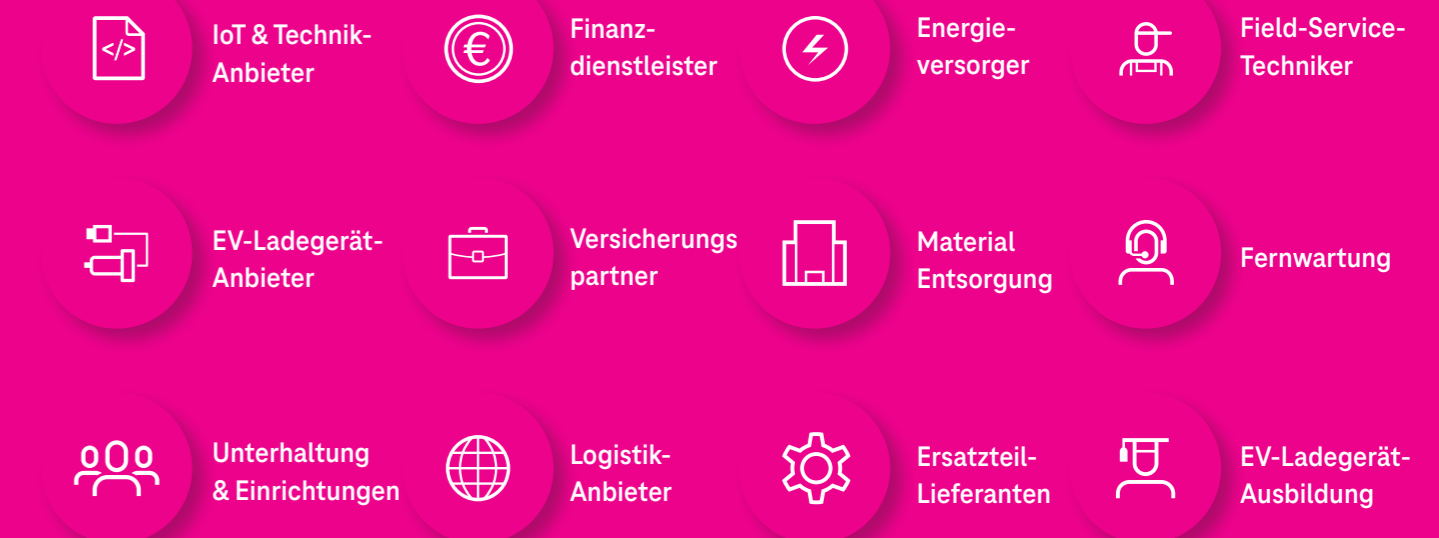 </>
IoT & Technik-
Anbieter
€
Finanz-
dienstleister
Energie-
versorger
Field-Service-
Techniker
EV-Ladegerät-
Anbieter
Versicherungs
partner
Material
Entsorgung
Fernwartung
Unterhaltung
& Einrichtungen
Logistik-
Anbieter
Ersatzteil-
Lieferanten
EV-Ladegerät-
Ausbildung